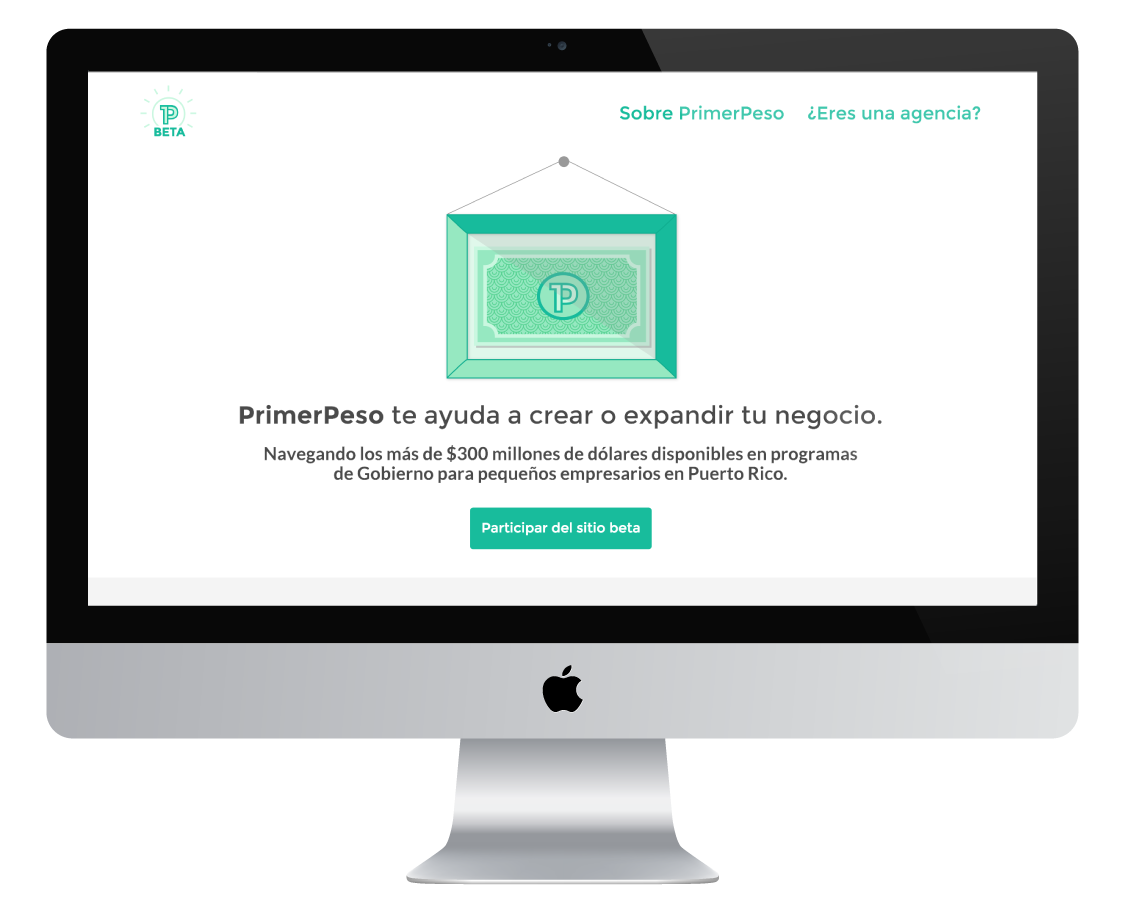 P
BETA
Sobre PrimerPeso
¿Eres una agencia?
P
PrimerPeso te ayuda a crear o expandir tu negocio.
Navegando los más de $300 millones de dólares disponibles en programas
de Gobierno para pequeños empresarios en Puerto Rico.
Participar del sitio beta